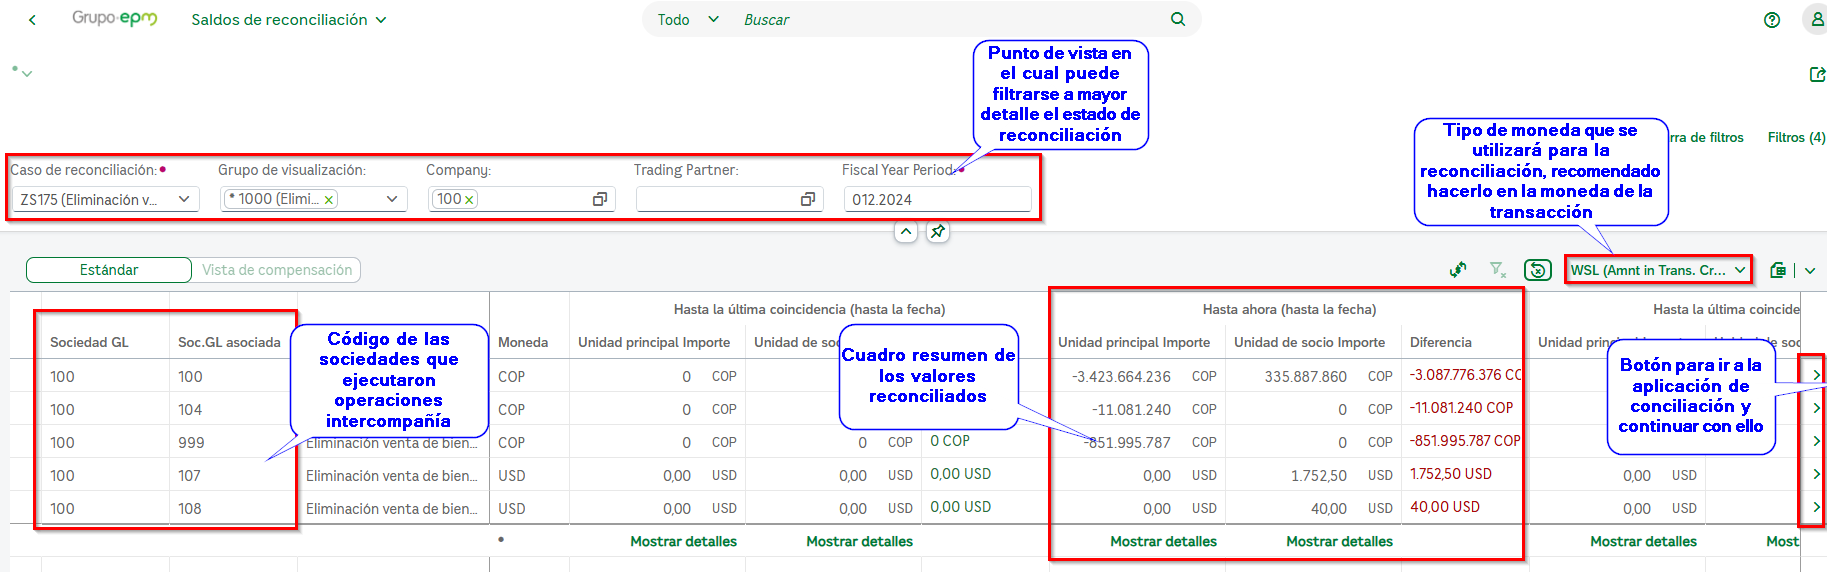 Grupo·epm
Saldos de reconciliación
Todo
Buscar
Punto de vista en
el cual puede
filtrarse a mayor
detalle el estado de
reconciliación
Tipo de moneda que se
utilizará para la
reconciliación, recomendado
hacerlo en la moneda de la
transacción
rra de filtros
Filtros (4)
Caso de reconciliación:
Grupo de visualización:
Company:
Trading Partner:
Fiscal Year Period:
ZS175 (Eliminación v...
* 1000 (Elimi...
100
012.2024
Estándar
Vista de compensación
WSL (Amnt in Trans. Cr...
Hasta la última coincidencia (hasta la fecha)
Hasta ahora (hasta la fecha)
Hasta la última coincide
Sociedad GL
Soc.GL asociada
Moneda
Unidad principal Importe
Unidad de soc
Unidad principal Importe
Unidad de socio Importe
Diferencia
Código de las
sociedades que
ejecutaron
operaciones
intercompañía
Cuadro resumen de
los valores
reconciliados
Botón para ir a la
aplicación de
conciliación y
continuar con ello
100 100 COP 0 COP -3.423.664.236 COP 335.887.860 COP -3.087.776.376 CO
100 104 COP 0 COP -11.081.240 COP 0 COP -11.081.240 COP
100 999 Eliminación venta de bien... COP 0 COP 0 COP 0 COP -851.995.787 COP 0 COP -851.995.787 COP
100 107 Eliminación venta de bien... USD 0,00 USD 0,00 USD 0,00 USD 0,00 USD 1.752,50 USD 1.752,50 USD 0,00 USD
100 108 Eliminación venta de bien... USD 0,00 USD 0,00 USD 0,00 USD 0,00 USD 40,00 USD 40,00 USD 0,00 USD
Mostrar detalles Mostrar detalles Mostrar detalles Mostrar detalles Mostrar detalles Most